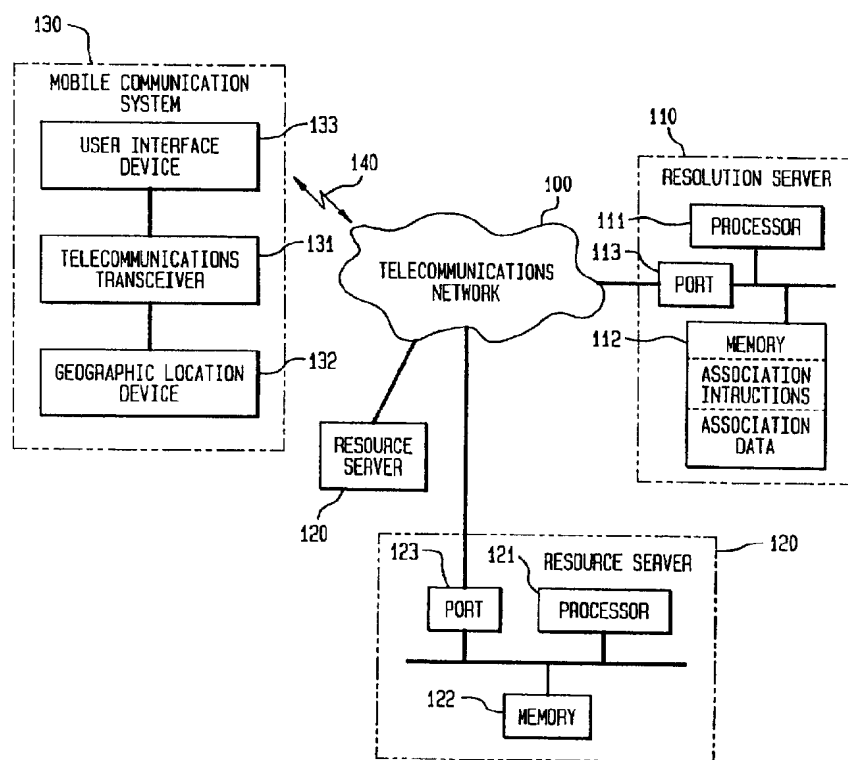 130
MOBILE COMMUNICATION
SYSTEM
USER INTERFACE
DEVICE
133
TELECOMMUNICATIONS
TRANSCEIVER
131
GEOGRAPHIC LOCATION
DEVICE
132
140
100
TELECOMMUNICATIONS
NETWORK
110
RESOLUTION SERVER
111
PROCESSOR
113
PORT
112
MEMORY
ASSOCIATION
INTRUCTIONS
ASSOCIATION
DATA
RESOURCE
SERVER
120
120
RESOURCE SERVER
123
PORT
121
PROCESSOR
122
MEMORY